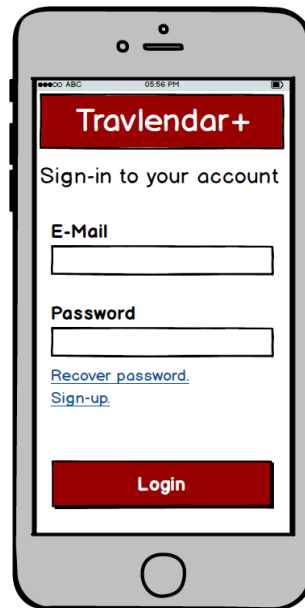 ABC 05:56 PM
Travlendar+
Sign-in to your account
E-Mail
Password
Recover password.
Sign-up.
Login